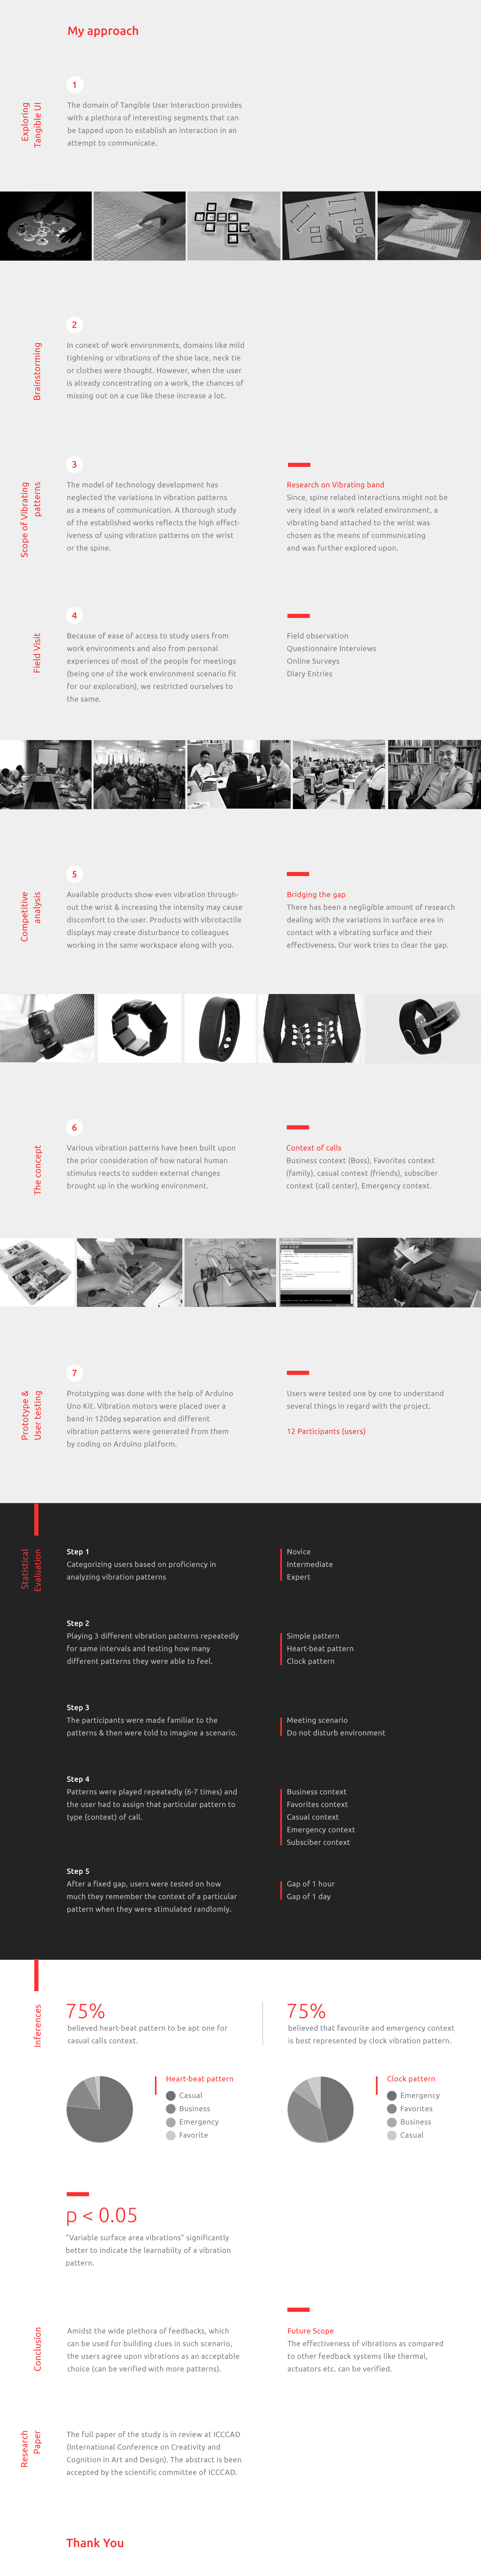 My approach
Exploring
Tangible UI
1
The domain of Tangible User Interaction provides
with a plethora of interesting segments that can
be tapped upon to establish an interaction in an
attempt to communicate.
Brainstorming
2
In conext of work environments, domains like mild
tightening or vibrations of the shoe lace, neck tie
or clothes were thought. However, when the user
is already concentrating on a work, the chances of
missing out on a cue like these increase a lot.
Scope of Vibrating
patterns
3
The model of technology development has
neglected the variations in vibration patterns
as a means of communication. A thorough study
of the established works reflects the high effect-
iveness of using vibration patterns on the wrist
or the spine.
Research on Vibrating band
Since, spine related interactions might not be
very ideal in a work related environment, a
vibrating band attached to the wrist was
chosen as the means of communicating
and was further explored upon.
Field Visit
4
Because of ease of access to study users from
work environments and also from personal
experiences of most of the people for meetings
(being one of the work environment scenario fit
for our exploration), we restricted ourselves to
the same.
Field observation
Questionnaire Interviews
Online Surveys
Diary Entries
Competitive
analysis
5
Available products show even vibration through-
out the wrist & increasing the intensity may cause
discomfort to the user. Products with vibrotactile
displays may create disturbance to colleagues
working in the same workspace along with you.
Bridging the gap
There has been a negligible amount of research
dealing with the variations in surface area in
contact with a vibrating surface and their
effectiveness. Our work tries to clear the gap.
The concept
6
Various vibration patterns have been built upon
the prior consideration of how natural human
stimulus reacts to sudden external changes
brought up in the working environment.
Context of calls
Business context (Boss), Favorites context
(family), casual context (friends), subsciber
context (call center), Emergency context.
Prototype &
User testing
7
Prototyping was done with the help of Arduino
Uno Kit. Vibration motors were placed over a
band in 120deg separation and different
vibration patterns were generated from them
by coding on Arduino platform.
Users were tested one by one to understand
several things in regard with the project.
12 Participants (users)
Statistical
Evaluation
Step 1
Categorizing users based on proficiency in
analyzing vibration patterns
Novice
Intermediate
Expert
Step 2
Playing 3 different vibration patterns repeatedly
for same intervals and testing how many
different patterns they were able to feel.
Simple pattern
Heart-beat pattern
Clock pattern
Step 3
The participants were made familiar to the
patterns & then were told to imagine a scenario.
Meeting scenario
Do not disturb environment
Step 4
Patterns were played repeatedly (6-7 times) and
the user had to assign that particular pattern to
type (context) of call.
Business context
Favorites context
Casual context
Emergency context
Subsciber context
Step 5
After a fixed gap, users were tested on how
much they remember the context of a particular
pattern when they were stimulated randlomly.
Gap of 1 hour
Gap of 1 day
Inferences
75%
believed heart-beat pattern to be apt one for
casual calls context.
75%
believed that favourite and emergency context
is best represented by clock vibration pattern.
Heart-beat pattern
Casual
Business
Emergency
Favorite
Clock pattern
Emergency
Favorites
Business
Casual
p < 0.05
"Variable surface area vibrations" significantly
better to indicate the learnabilty of a vibration
pattern.
Conclusion
Amidst the wide plethora of feedbacks, which
can be used for building clues in such scenario,
the users agree upon vibrations as an acceptable
choice (can be verified with more patterns).
Future Scope
The effectiveness of vibrations as compared
to other feedback systems like thermal,
actuators etc. can be verified.
Research
Paper
The full paper of the study is in review at ICCCAD
(International Conference on Creativity and
Cognition in Art and Design). The abstract is been
accepted by the scientific committee of ICCCAD.
Thank You